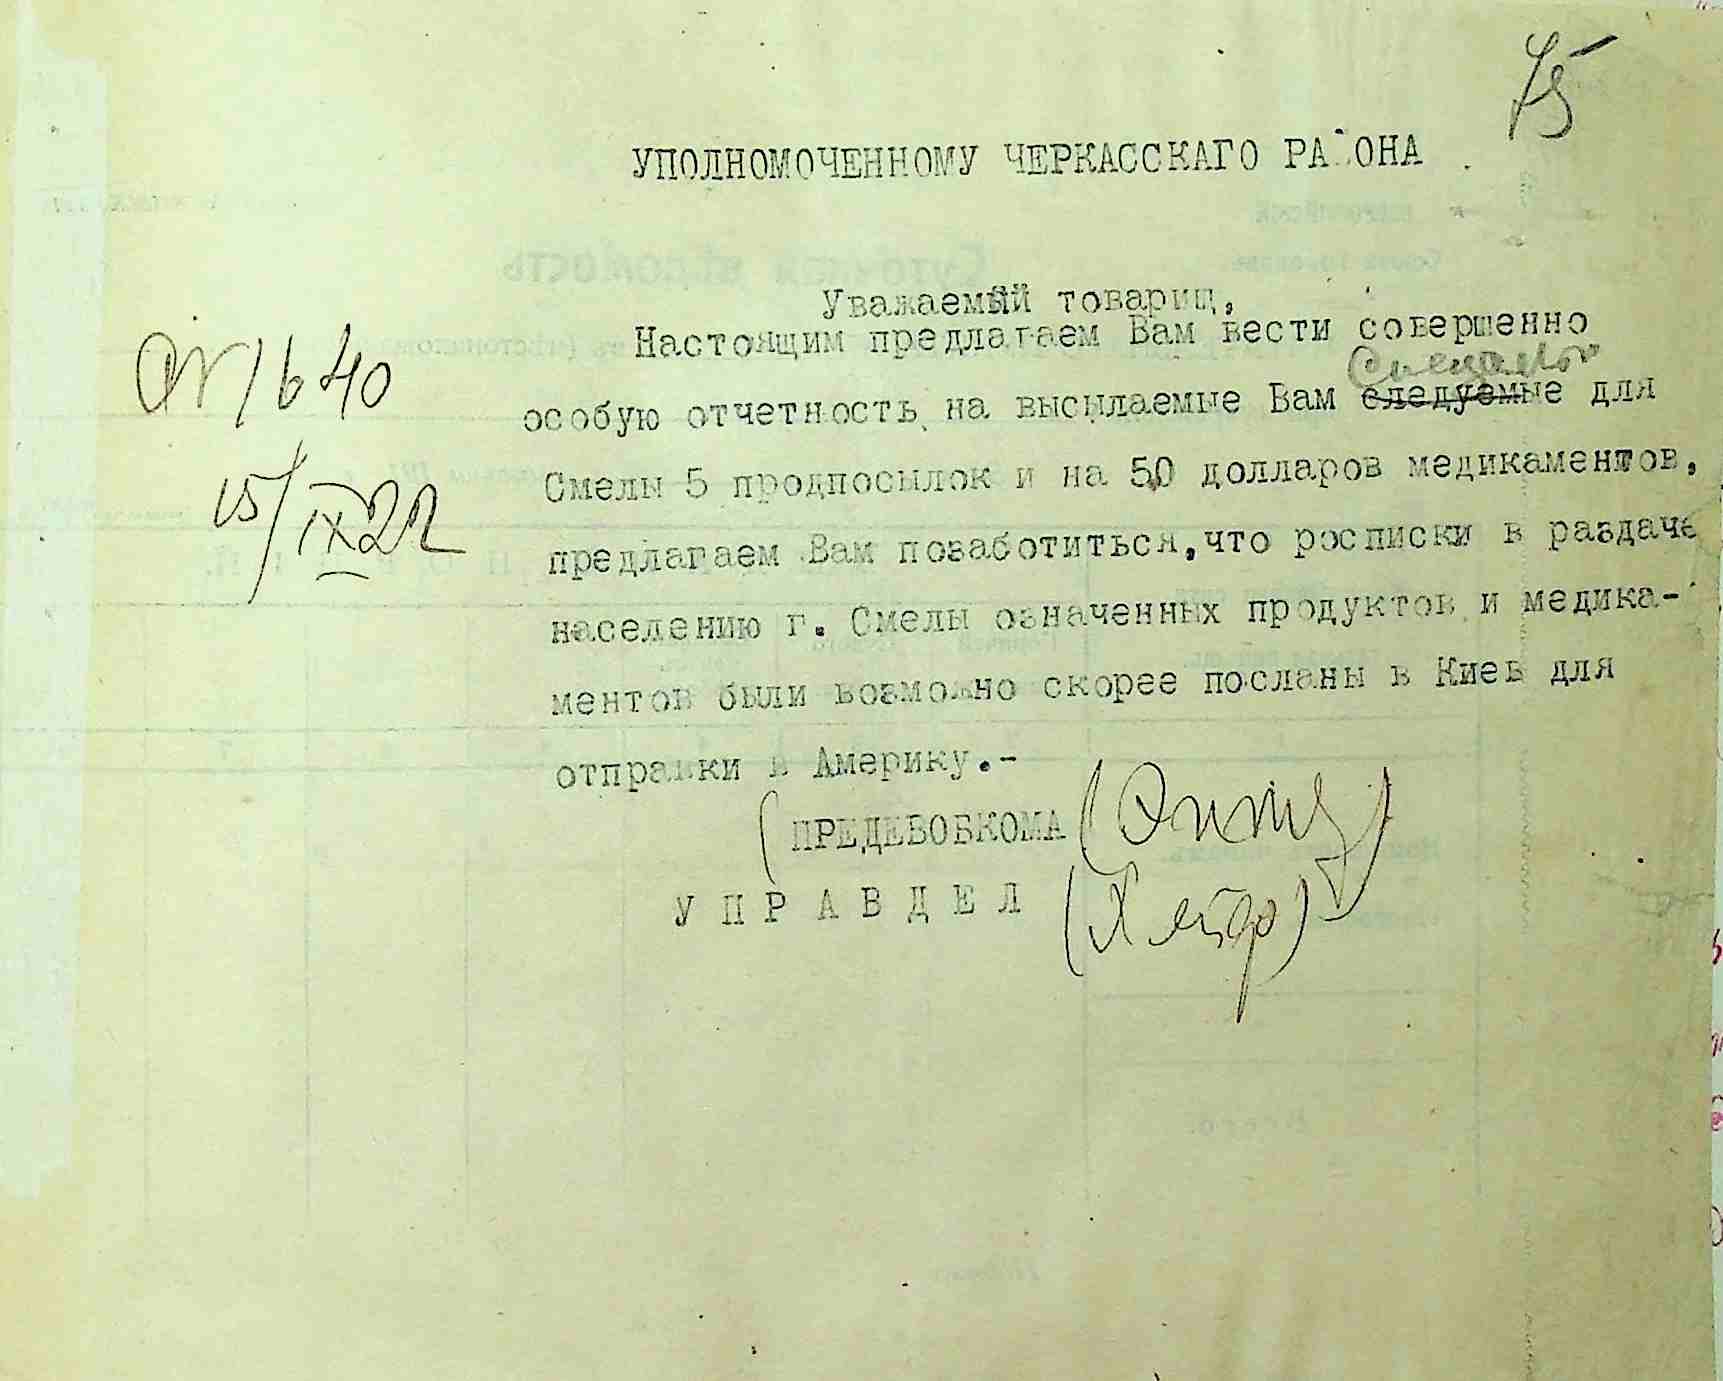 75
УПОЛНОМОЧЕННОМУ ЧЕРКАССКАГО РАЙОНА
Уважаемый товарищ,
Настоящим предлагаем Вам вести совершенно
№ 1640
Специально
особую отчетность на высылаемые Вам следуемые для
15/IX 22
Смелы 5 продпосылок и на 50 долларов медикаментов,
предлагаем Вам позаботиться, что росписки в раздаче
населению г. Смелы означенных продуктов и медика-
ментов были возможно скорее посланы в Киев для
отправки в Америку.-
(ПРЕДЕВОБКОМА
УПРАВДЕЛ